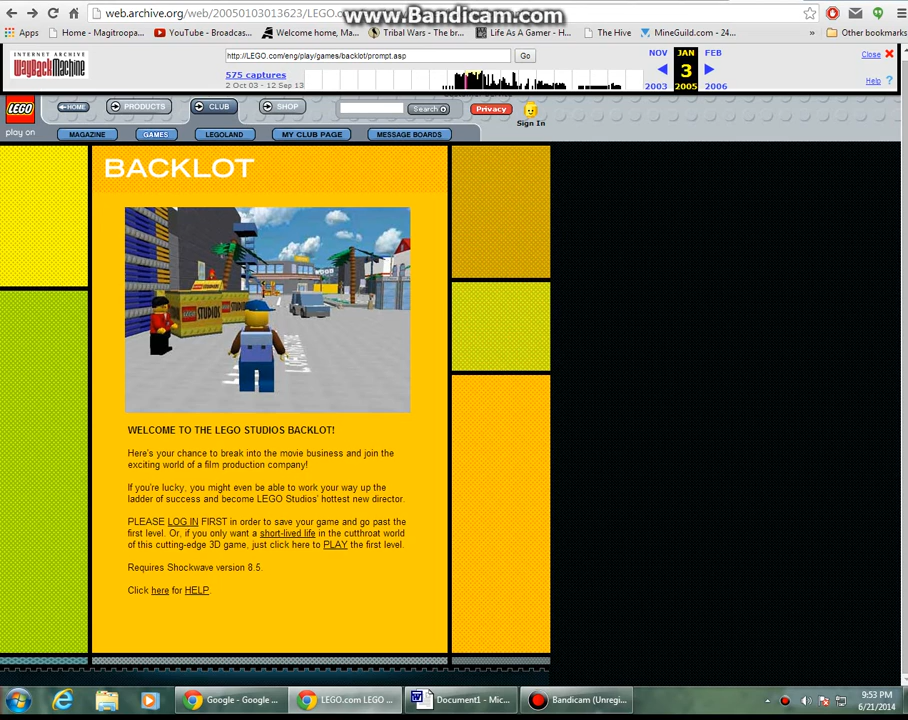 web.archive.org/web/20050103013623/LEGO.c
www.Bandicam.com
Apps
Home - Magitroopa...
YouTube - Broadcas...
Welcome home, Ma...
Tribal Wars - The Br...
Life As A Gamer - H...
The Hive
MineGuild.com - 24...
»
Other bookmarks
INTERNET ARCHIVE
WayBackMachine
http://LEGO.com/eng/play/games/backlot/prompt.asp
Go
575 captures
2 Oct 03 - 12 Sep 13
NOV
JAN
FEB
3
2003
2005
2006
Close
Help ?
LEGO
play on
HOME
PRODUCTS
CLUB
SHOP
Search
Privacy
Sign In
MAGAZINE
GAMES
LEGOLAND
MY CLUB PAGE
MESSAGE BOARDS
BACKLOT
LEGO STUDIOS
WELCOME TO THE LEGO STUDIOS BACKLOT!
Here's your chance to break into the movie business and join the
exciting world of a film production company!
If you're lucky, you might even be able to work your way up the
ladder of success and become LEGO Studios' hottest new director.
PLEASE LOG IN FIRST in order to save your game and go past the
first level. Or, if you only want a short-lived life in the cutthroat world
of this cutting-edge 3D game, just click here to PLAY the first level.
Requires Shockwave version 8.5.
Click here for HELP.
Google - Google ...
LEGO.com LEGO ...
Document1 - Mic...
Bandicam (Unregi...
9:53 PM
6/21/2014